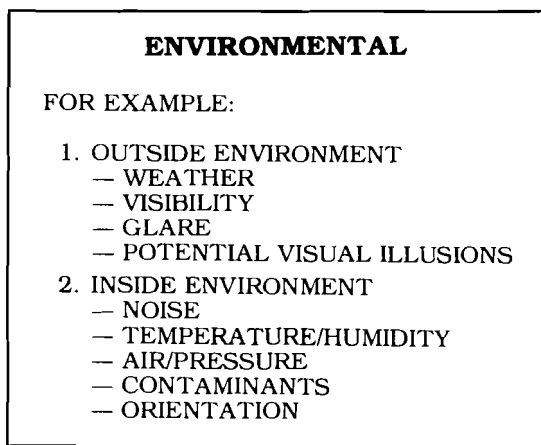 ENVIRONMENTAL
FOR EXAMPLE:
1. OUTSIDE ENVIRONMENT
— WEATHER
— VISIBILITY
— GLARE
— POTENTIAL VISUAL ILLUSIONS
2. INSIDE ENVIRONMENT
— NOISE
— TEMPERATURE/HUMIDITY
— AIR/PRESSURE
— CONTAMINANTS
— ORIENTATION